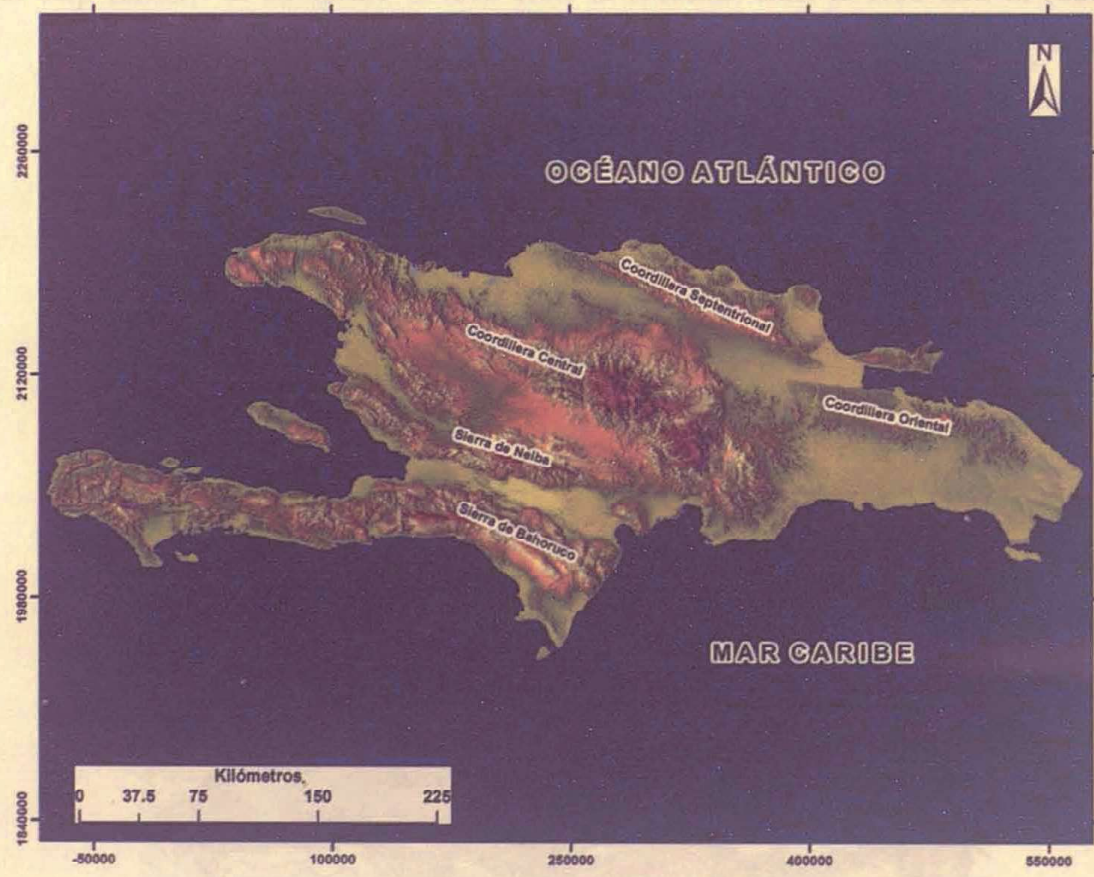 N
OCÉANO ATLÁNTICO
Coordillera Septentrional
Coordillera Central
Coordillera Oriental
Sierra de Neiba
Sierra de Bahoruco
MAR CARIBE
Kilómetros
0 37.5 75 150 225
2260000
2120000
1980000
1840000
-50000 100000 250000 400000 550000